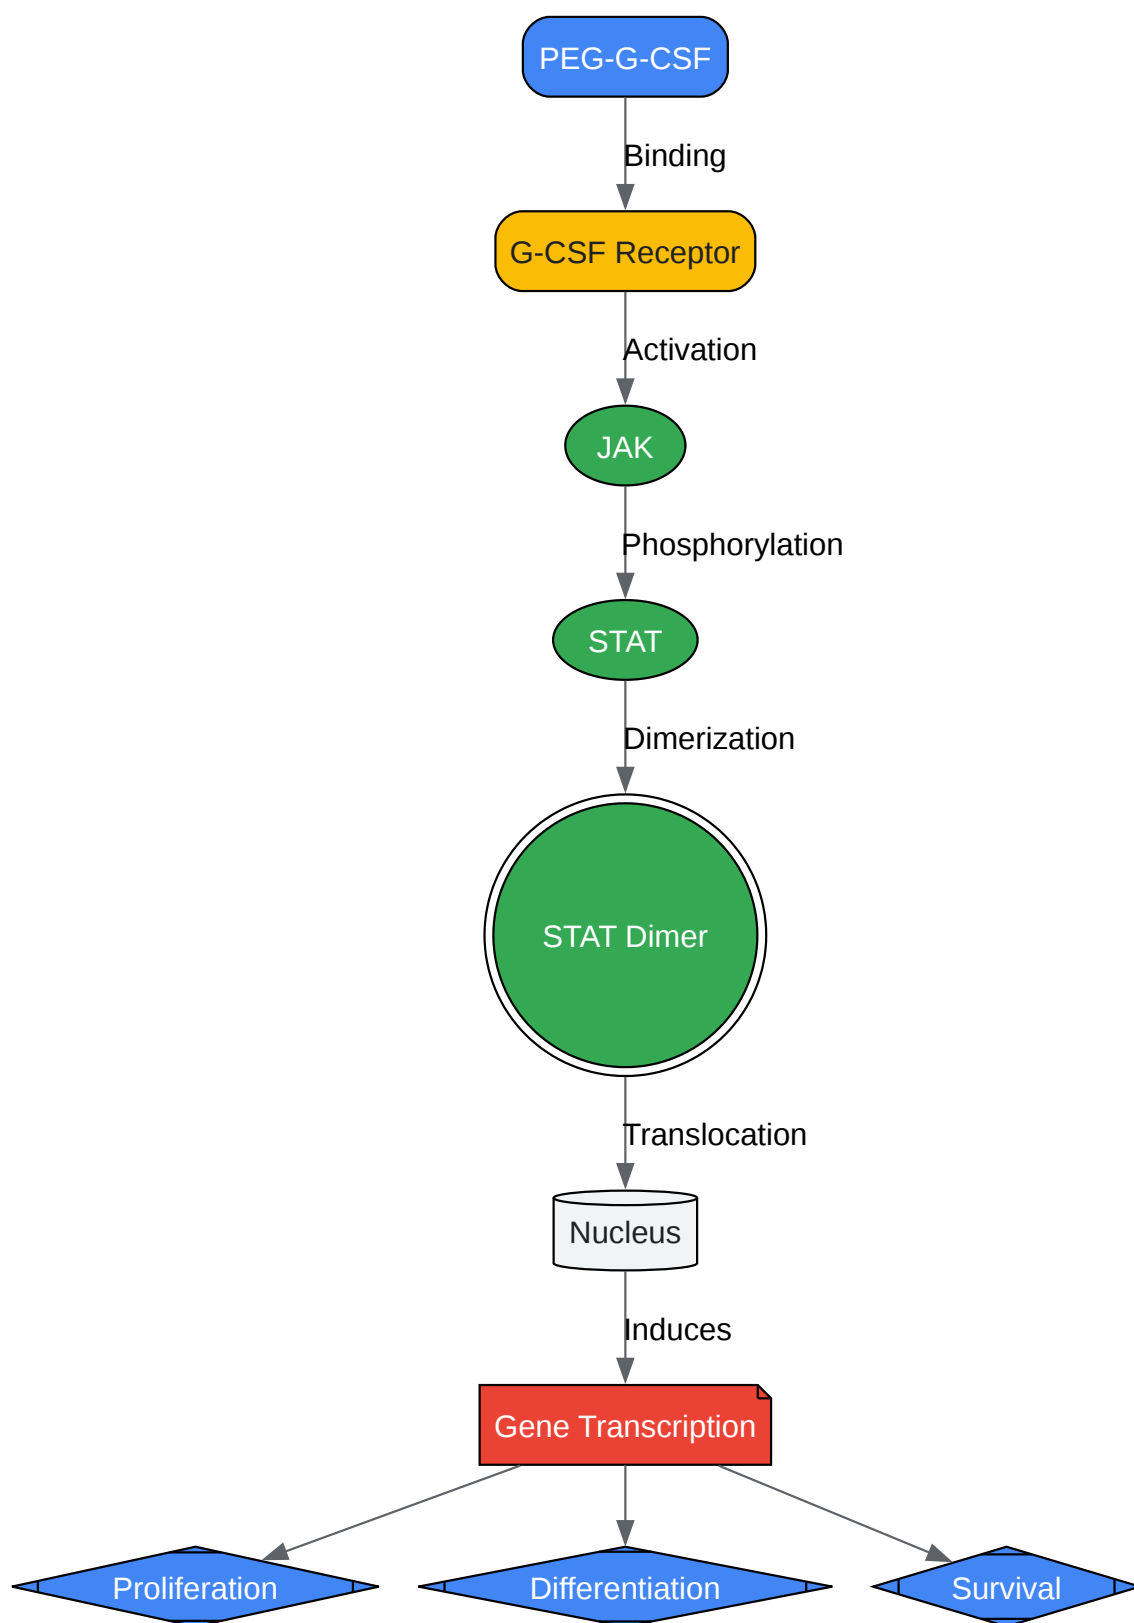 PEG-G-CSF
Binding
G-CSF Receptor
Activation
JAK
Phosphorylation
STAT
Dimerization
STAT Dimer
Translocation
Nucleus
Induces
Gene Transcription
Proliferation
Differentiation
Survival